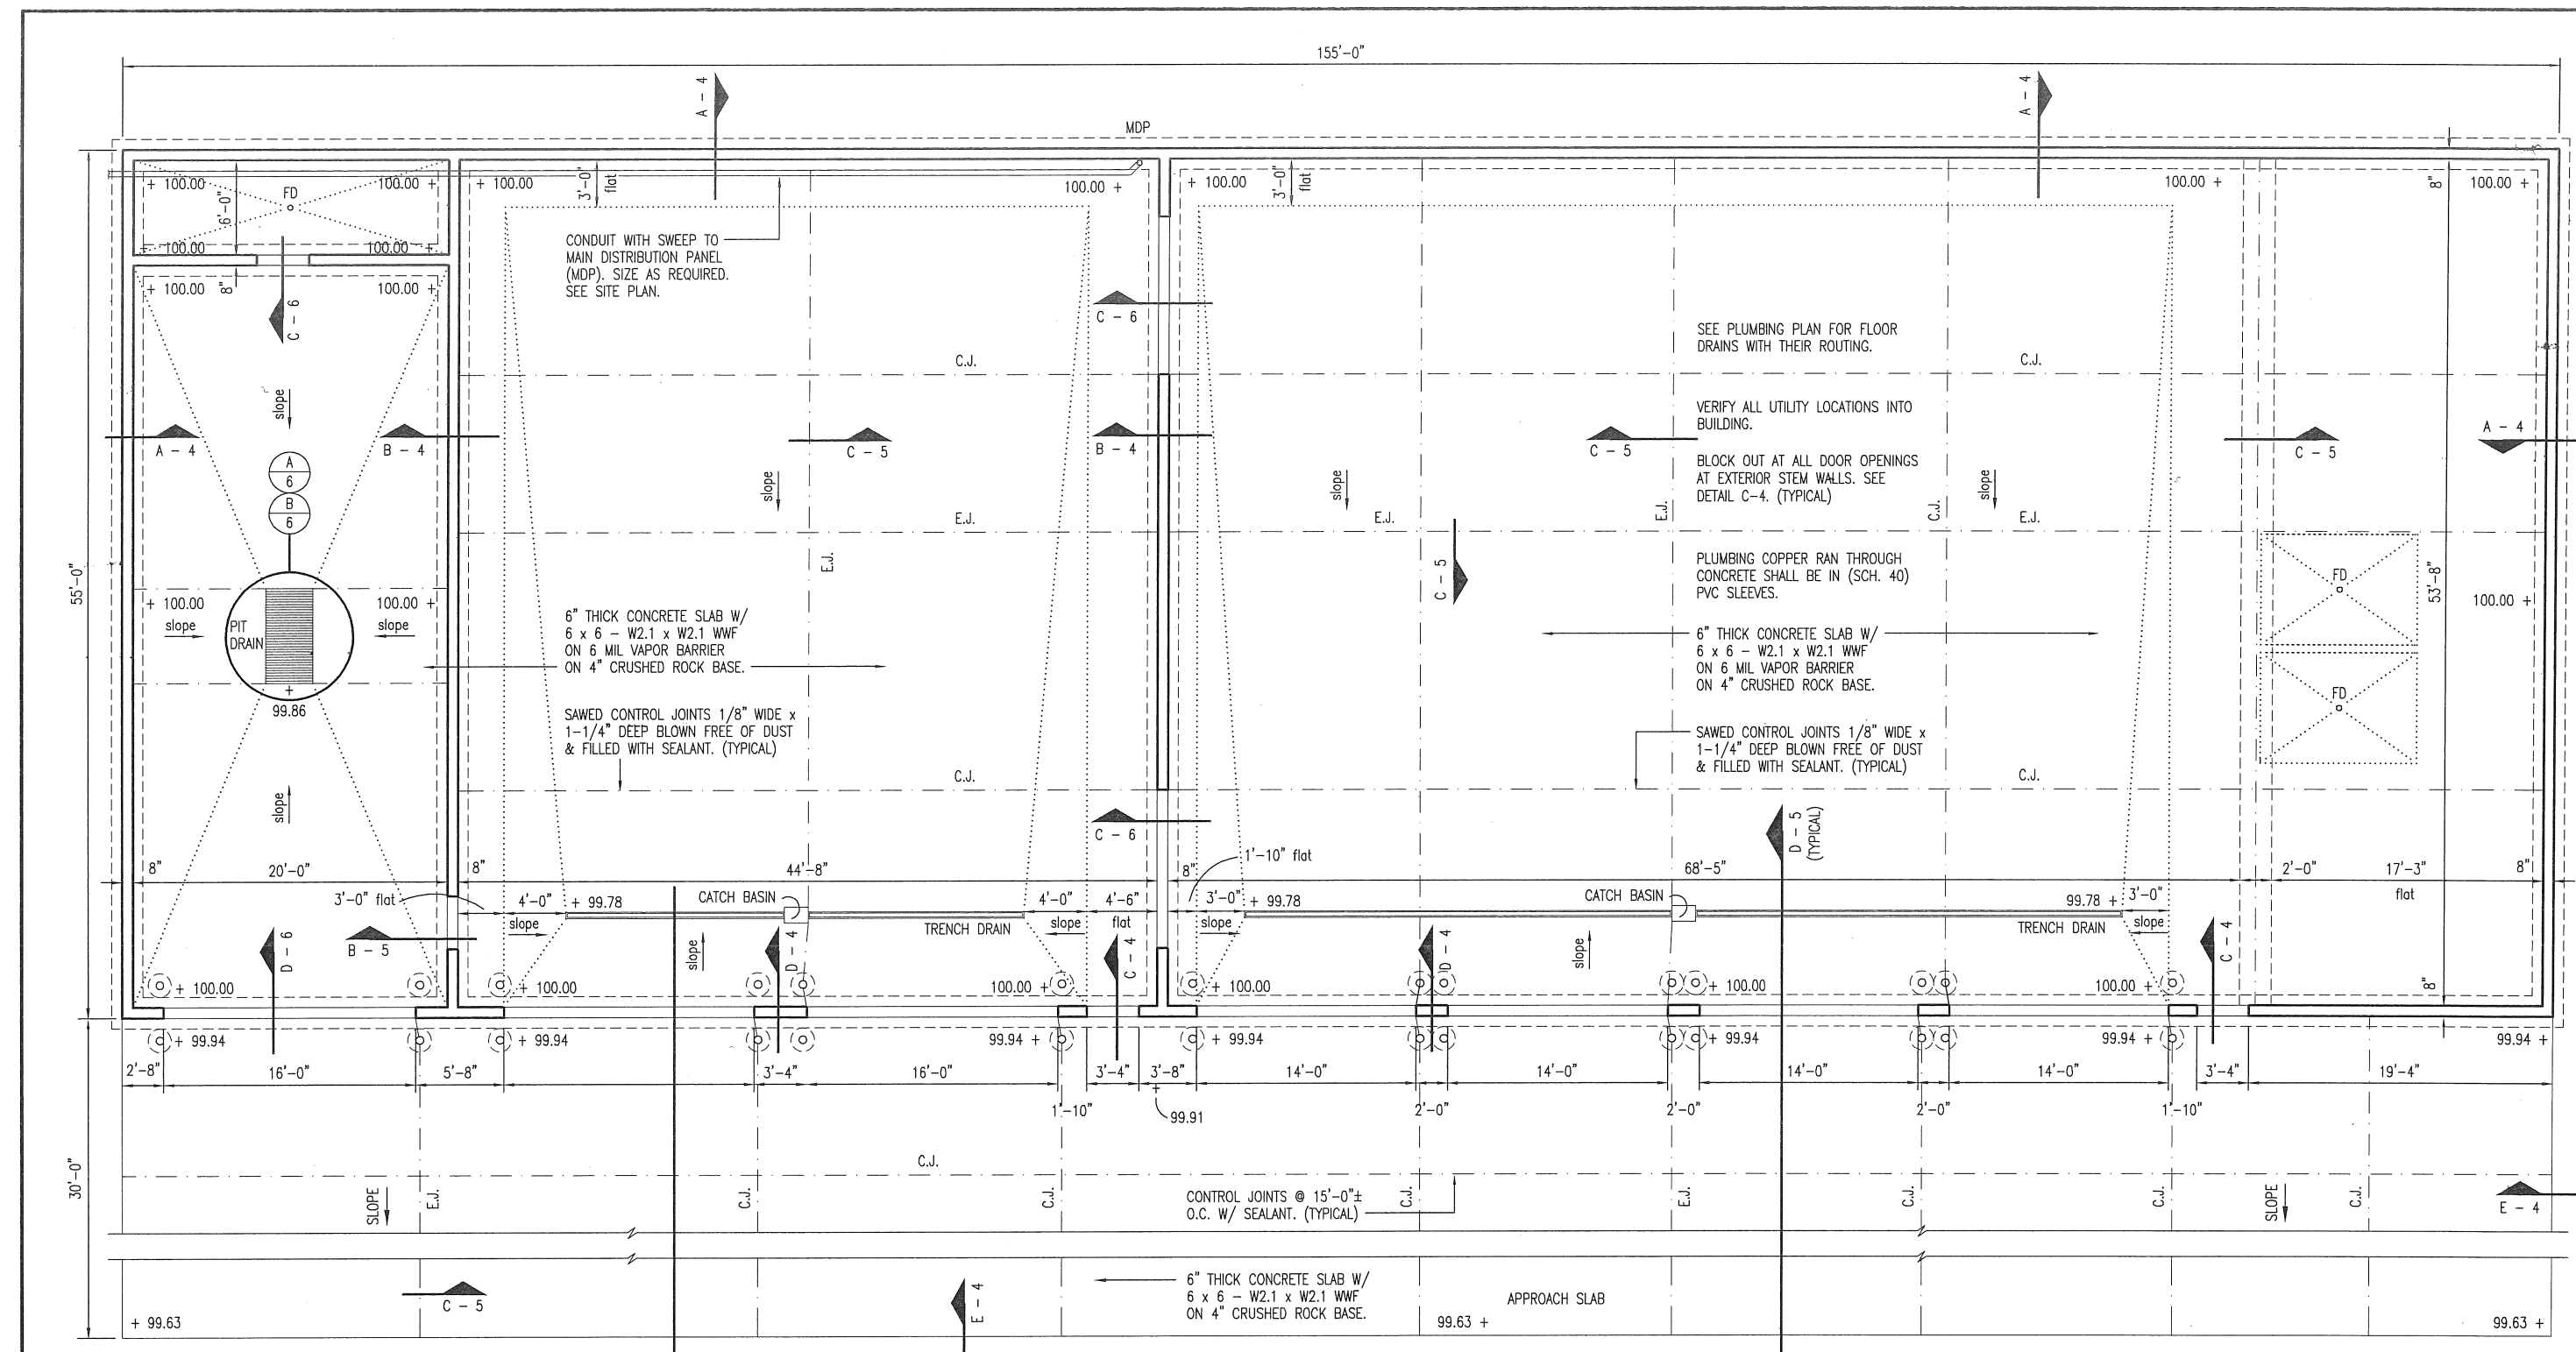 155'-0"
A - 4
A - 4
MDP
+ 100.00
100.00 +
FD
6'-0"
+ 100.00
3'-0"
flat
100.00 +
+ 100.00
3'-0"
flat
100.00 +
8"
100.00 +
+ 100.00
100.00 +
8"
+ 100.00
100.00 +
C - 6
CONDUIT WITH SWEEP TO
MAIN DISTRIBUTION PANEL
(MDP). SIZE AS REQUIRED.
SEE SITE PLAN.
C - 6
SEE PLUMBING PLAN FOR FLOOR
DRAINS WITH THEIR ROUTING.
C.J.
C.J.
slope
VERIFY ALL UTILITY LOCATIONS INTO
BUILDING.
A - 4
B - 4
C - 5
B - 4
C - 5
C - 5
A - 4
A
6
B
6
slope
slope
BLOCK OUT AT ALL DOOR OPENINGS
AT EXTERIOR STEM WALLS. SEE
DETAIL C-4. (TYPICAL)
slope
E.J.
E.J.
E.J.
C.J.
E.J.
E.J.
C - 5
PLUMBING COPPER RAN THROUGH
CONCRETE SHALL BE IN (SCH. 40)
PVC SLEEVES.
FD
53'-8"
55'-0"
+ 100.00
100.00 +
100.00 +
slope
slope
PIT
DRAIN
6" THICK CONCRETE SLAB W/
6 x 6 - W2.1 x W2.1 WWF
ON 6 MIL VAPOR BARRIER
ON 4" CRUSHED ROCK BASE.
6" THICK CONCRETE SLAB W/
6 x 6 - W2.1 x W2.1 WWF
ON 6 MIL VAPOR BARRIER
ON 4" CRUSHED ROCK BASE.
+
99.86
FD
SAWED CONTROL JOINTS 1/8" WIDE x
1-1/4" DEEP BLOWN FREE OF DUST
& FILLED WITH SEALANT. (TYPICAL)
SAWED CONTROL JOINTS 1/8" WIDE x
1-1/4" DEEP BLOWN FREE OF DUST
& FILLED WITH SEALANT. (TYPICAL)
C.J.
C.J.
slope
C - 6
D - 5
(TYPICAL)
8"
20'-0"
8"
44'-8"
8"
1'-10" flat
68'-5"
2'-0"
17'-3"
flat
8"
3'-0" flat
4'-0"
+ 99.78
CATCH BASIN
4'-0"
4'-6"
flat
3'-0"
+ 99.78
CATCH BASIN
99.78 +
3'-0"
slope
TRENCH DRAIN
slope
slope
TRENCH DRAIN
slope
D - 6
B - 5
slope
D - 4
C - 4
D - 4
slope
C - 4
+ 100.00
+ 100.00
100.00 +
+ 100.00
+ 100.00
100.00 +
8"
+ 99.94
+ 99.94
99.94 +
+ 99.94
+ 99.94
99.94 +
99.94 +
2'-8"
16'-0"
5'-8"
3'-4"
16'-0"
3'-4"
3'-8"
14'-0"
14'-0"
14'-0"
14'-0"
3'-4"
19'-4"
1'-10"
+
99.91
2'-0"
2'-0"
2'-0"
1'-10"
30'-0"
C.J.
SLOPE
E.J.
C.J.
C.J.
CONTROL JOINTS @ 15'-0"±
O.C. W/ SEALANT. (TYPICAL)
C.J.
E.J.
C.J.
C.J.
SLOPE
C.J.
E - 4
C - 5
E - 4
6" THICK CONCRETE SLAB W/
6 x 6 - W2.1 x W2.1 WWF
ON 4" CRUSHED ROCK BASE.
APPROACH SLAB
+ 99.63
99.63 +
99.63 +